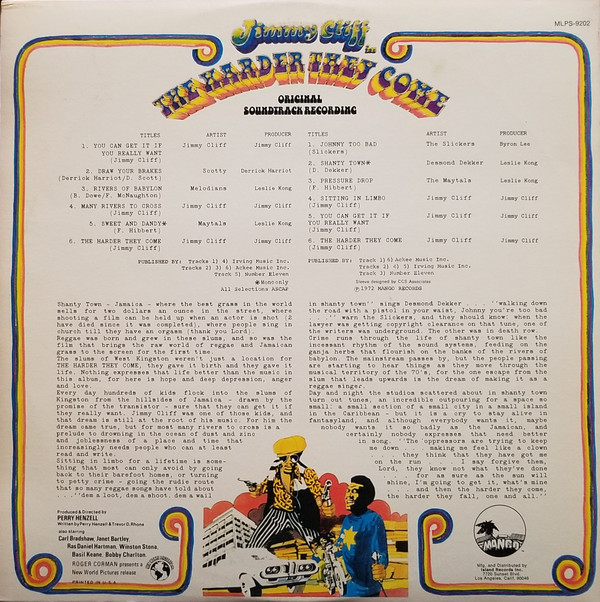 MLPS-9202
Jimmy Cliff
in
THE HARDER THEY COME
ORIGINAL
SOUNDTRACK RECORDING
TITLES ARTIST PRODUCER
1. YOU CAN GET IF IF Jimmy Cliff Jimmy Cliff
YOU REALLY WANT
(Jimmy Cliff)
2. DRAW YOUR BRAKES Scotty Derrick Harriot
(Derrick Harriot/D. Scott)
3. RIVERS OF BABYLON Melodians Leslie Kong
(B. Dowe/F. McNaughton)
4. MANY RIVERS TO CROSS Jimmy Cliff Jimmy Cliff
(Jimmy Cliff)
5. SWEET AND DANDY* Maytals Leslie Kong
(F. Hibbert)
6. THE HARDER THEY COME Jimmy Cliff Jimmy Cliff
(Jimmy Cliff)
PUBLISHED BY: Tracks 1) 4) Irving Music Inc.
Tracks 2) 3) 6) Ackee Music Inc.
Track 5) Number Eleven
*Mono only
All Selections ASCAP
TITLES ARTIST PRODUCER
1. JOHNNY TOO BAD The Slickers Byron Lee
(Slickers)
2. SHANTY TOWN* Desmond Dekker Leslie Kong
(D. Dekker)
3. PRESSURE DROP The Maytals Leslie Kong
(F. Hibbert)
4. SITTING IN LIMBO Jimmy Cliff Jimmy Cliff
(Jimmy Cliff)
5. YOU CAN GET IT IF Jimmy Cliff Jimmy Cliff
YOU REALLY WANT
(Jimmy Cliff)
6. THE HARDER THEY COME Jimmy Cliff Jimmy Cliff
(Jimmy Cliff)
PUBLISHED BY: Track 1) 6) Ackee Music Inc.
Tracks 2) 4) 5) Irving Music Inc.
Track 3) Number Eleven
Sleeve designed by CCS Associates
℗ 1972 MANGO RECORDS
Shanty Town - Jamaica - where the best grass in the world
sells for two dollars an ounce in the street, where
shooting a film can be held up when an actor is shot (2
have died since it was completed), where people sing in
church till they have an orgasm (thank you Lord).
Reggae was born and grew in these slums, and so was the
film that brings the raw world of reggae and Jamaican
grass to the screen for the first time.
The slums of West Kingston weren't just a location for
THE HARDER THEY COME, they gave it birth and they gave it
life. Nothing expresses that life better than the music in
this album, for here is hope and deep depression, anger
and love.
Every day hundreds of kids flock into the slums of
Kingston from the hillsides of Jamaica - drawn by the
promise of the transistor - sure that they can get it if
they really want. Jimmy Cliff was one of those kids, and
that dream is still at the root of his music. For him the
dream came true, but for most many rivers to cross is a
prelude to drowning in the ocean of dust and zinc
and joblessness of a place and time that
increasingly needs people who can at least
read and write.
Sitting in limbo for a lifetime is some-
thing that most can only avoid by going
back to their barefoot homes, or turning
to petty crime - going the rudie route
that so many reggae songs have told about
...."dem a loot, dem a shoot. dem a wail
in shanty town" sings Desmond Dekker ... "walking down
the road with a pistol in your waist, Johnny you're too bad
. . ." warn the Slickers, and they should know: when the
lawyer was getting copyright clearance on that tune, one of
the writers was underground. The other was in death row.
Crime runs through the life of shanty town like the
incessant rhythm of the sound systems, feeding on the
ganja herbs that flourish on the banks of the rivers of
babylon. The mainstream passes by, but the people passing
are starting to hear things as they move through the
musical territory of the 70's, for the one escape from the
slum that leads upwards is the dream of making it as a
reggae singer.
Day and night the studios scattered about in shanty town
turn out tunes, an incredible outpouring for a space so
small: a small section of a small city in a small island
in the Caribbean - but it is a cry to stay alive in
fantasyland, and although everybody wants it, maybe
nobody wants it so badly as the Jamaican, and
certainly nobody expresses that need better
in song. "The oppressors are trying to keep
me down ... making me feel like a clown
... they think that they have got me
on the run ... I say forgive them,
Lord, they know not what they've done
for as sure as the sun will
shine, I'm going to get it, what's mine
and then the harder they come,
the harder they fall, one and all."
Produced & Directed by
PERRY HENZELL
Written by Perry Henzell & Trevor D. Rhone
also starring
Carl Bradshaw, Janet Bartley,
Ras Daniel Hartman, Winston Stona,
Basil Keane, Bobby Charlton.
ROGER CORMAN presents a
New World Pictures release
PRINTED IN U.S.A.
MANGO
Mfg. and Distributed by
Island Records Inc.
7720 Sunset Blvd.
Los Angeles, Calif. 90046